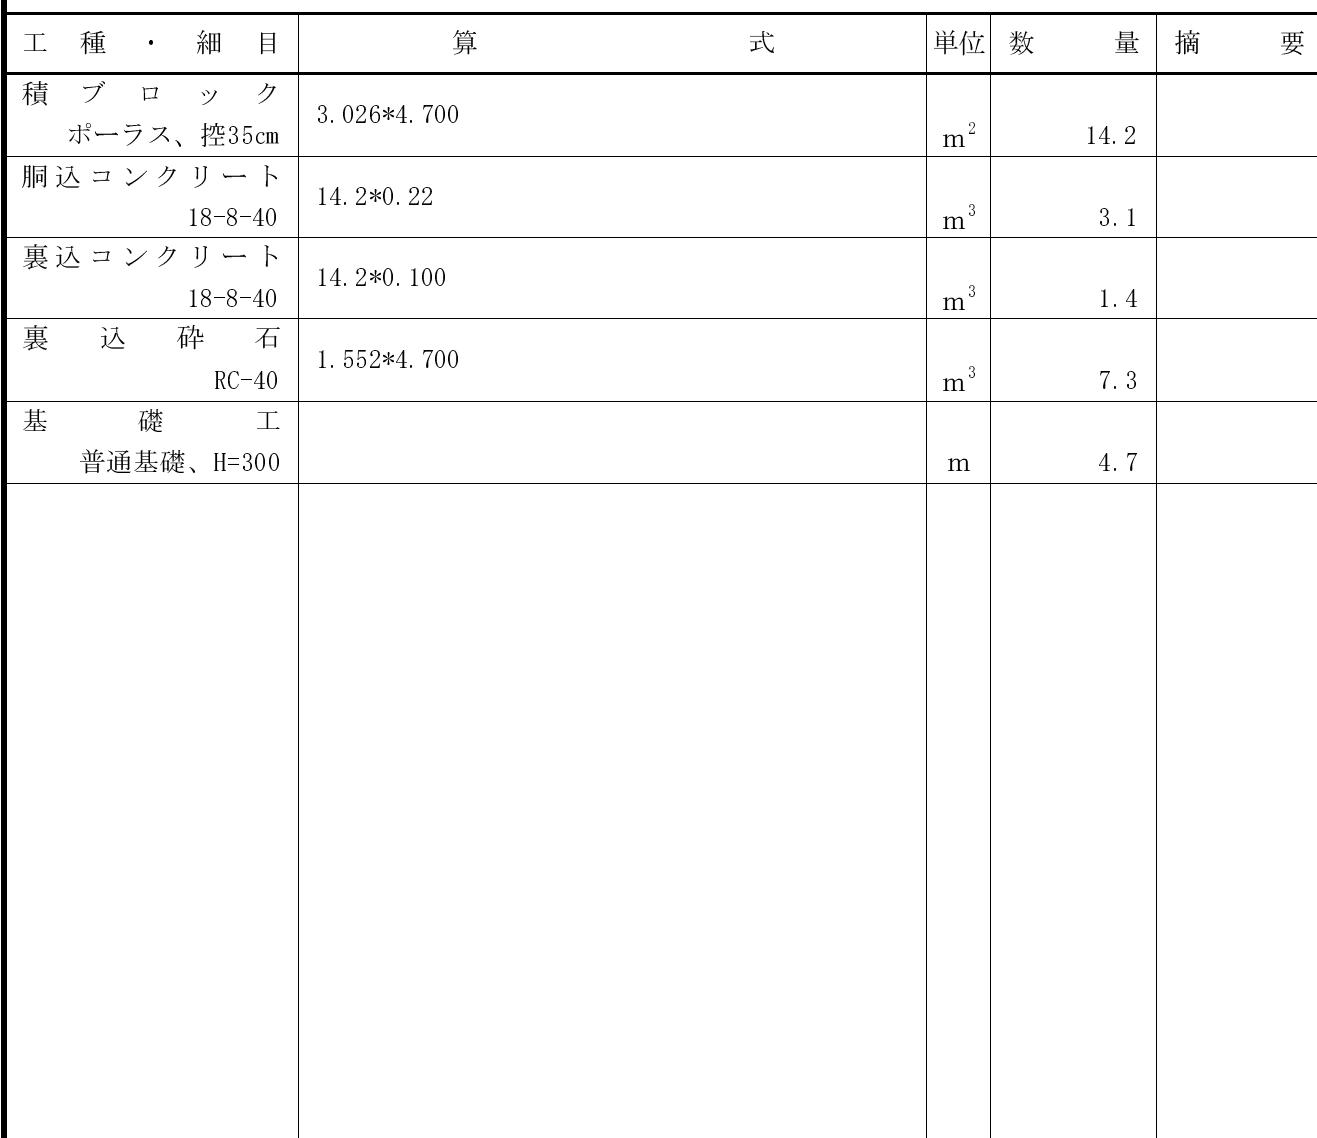 工種・細目 算式 単位 数量 摘要
積ブロック
3.026*4.700
ポーラス、控35cm m² 14.2
胴込コンクリート
14.2*0.22
18-8-40 m³ 3.1
裏込コンクリート
14.2*0.100
18-8-40 m³ 1.4
裏込砕石
1.552*4.700
RC-40 m³ 7.3
基礎工
普通基礎、H=300 m 4.7